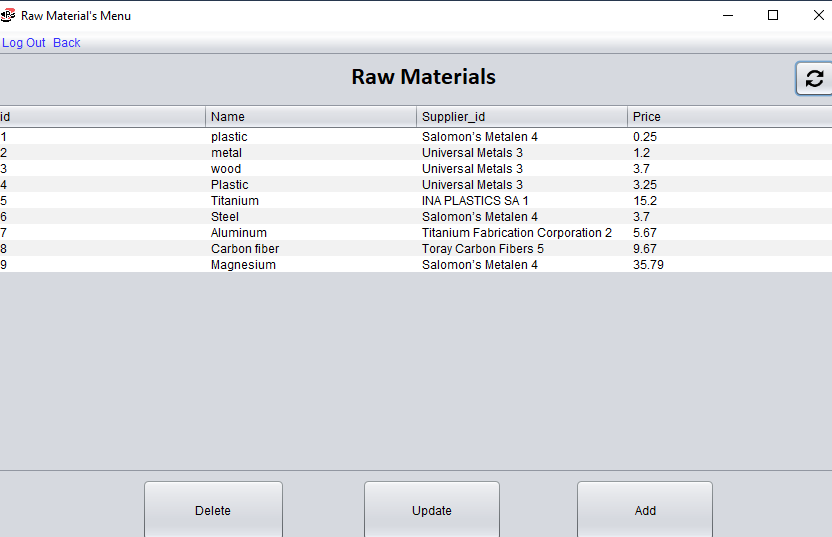 Raw Material's Menu
Log Out Back
Raw Materials
id Name Supplier_id Price
1 plastic Salomon's Metalen 4 0.25
2 metal Universal Metals 3 1.2
3 wood Universal Metals 3 3.7
4 Plastic Universal Metals 3 3.25
5 Titanium INA PLASTICS SA 1 15.2
6 Steel Salomon's Metalen 4 3.7
7 Aluminum Titanium Fabrication Corporation 2 5.67
8 Carbon fiber Toray Carbon Fibers 5 9.67
9 Magnesium Salomon's Metalen 4 35.79
Delete Update Add